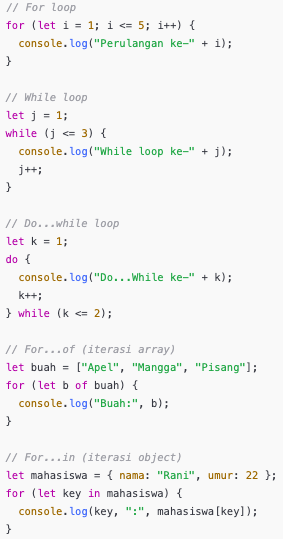 // For loop
for (let i = 1; i <= 5; i++) {
  console.log("Perulangan ke-" + i);
}

// While loop
let j = 1;
while (j <= 3) {
  console.log("While loop ke-" + j);
  j++;
}

// Do...while loop
let k = 1;
do {
  console.log("Do...While ke-" + k);
  k++;
} while (k <= 2);

// For...of (iterasi array)
let buah = ["Apel", "Mangga", "Pisang"];
for (let b of buah) {
  console.log("Buah:", b);
}

// For...in (iterasi object)
let mahasiswa = { nama: "Rani", umur: 22 };
for (let key in mahasiswa) {
  console.log(key, ":", mahasiswa[key]);
}